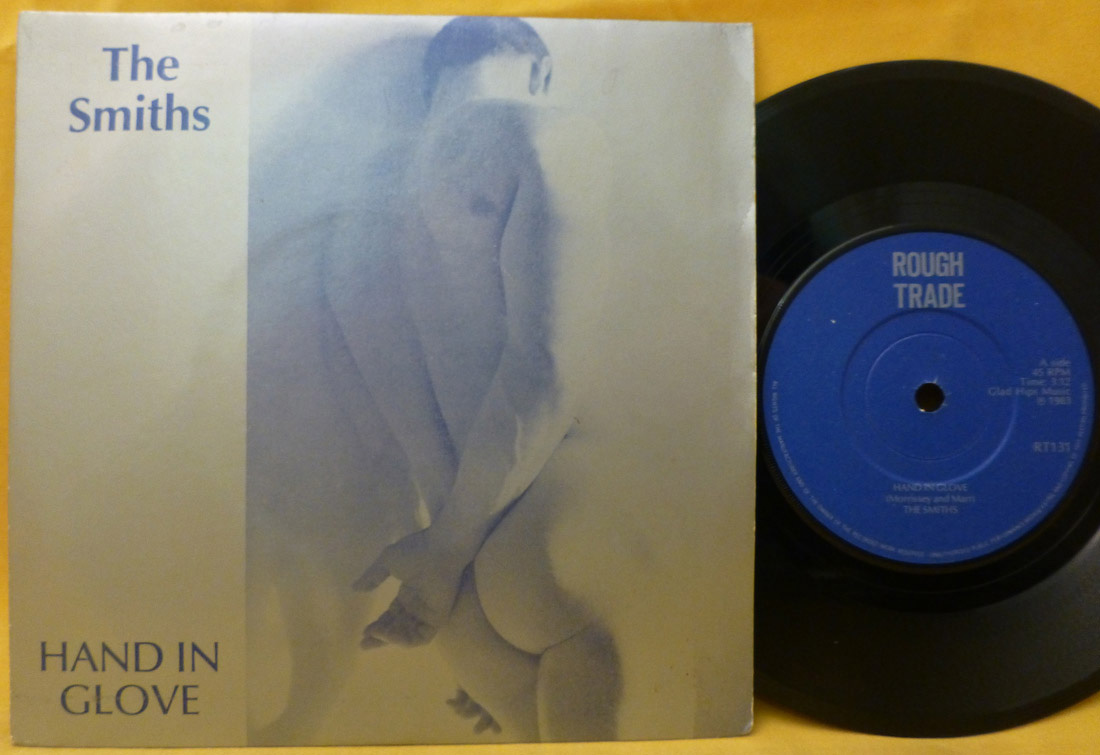 The
Smiths
HAND IN
GLOVE
ROUGH
TRADE
A side
45 RPM
Time: 3:12
Glad Hips Music
℗ 1983
RT131
HAND IN GLOVE
(Morrissey and Marr)
THE SMITHS